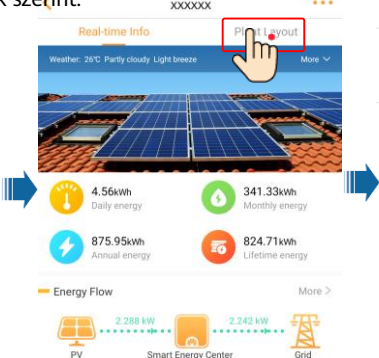 szerint.
xxxxxx
Real-time Info
Plant Layout
Weather: 26℃ Partly cloudy Light breeze
More
4.56kWh
Daily energy
341.33kWh
Monthly energy
875.95kWh
Annual energy
824.71kWh
Lifetime energy
Energy Flow
More >
2.288 kW
2.242 kW
PV
Smart Energy Center
Grid